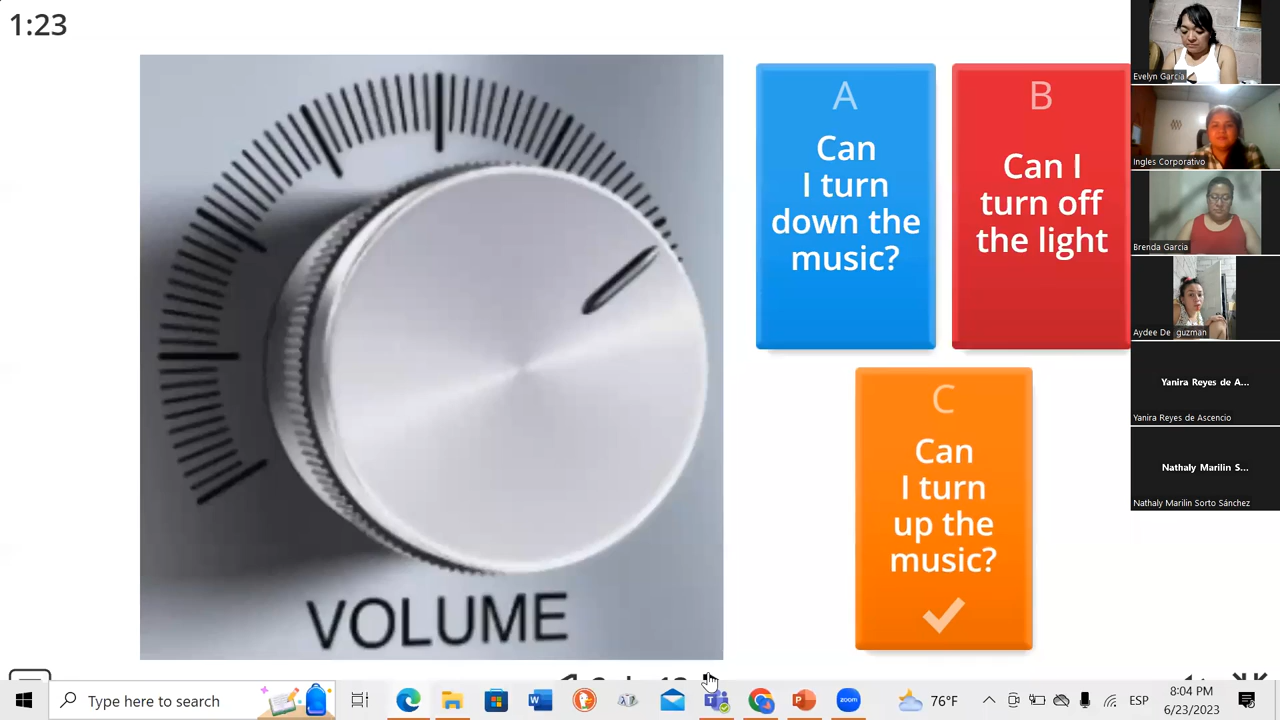 1:23
VOLUME
A
Can
I turn
down the
music?
B
Can I
turn off
the light
C
Can
I turn
up the
music?
Evelyn García
Ingles Corporativo
Brenda Garcia
Aydee De guzmán
Yanira Reyes de A...
Yanira Reyes de Ascencio
Nathaly Marilin S...
Nathaly Marilin Sorto Sánchez
Type here to search
76°F
ESP
8:04 PM
6/23/2023